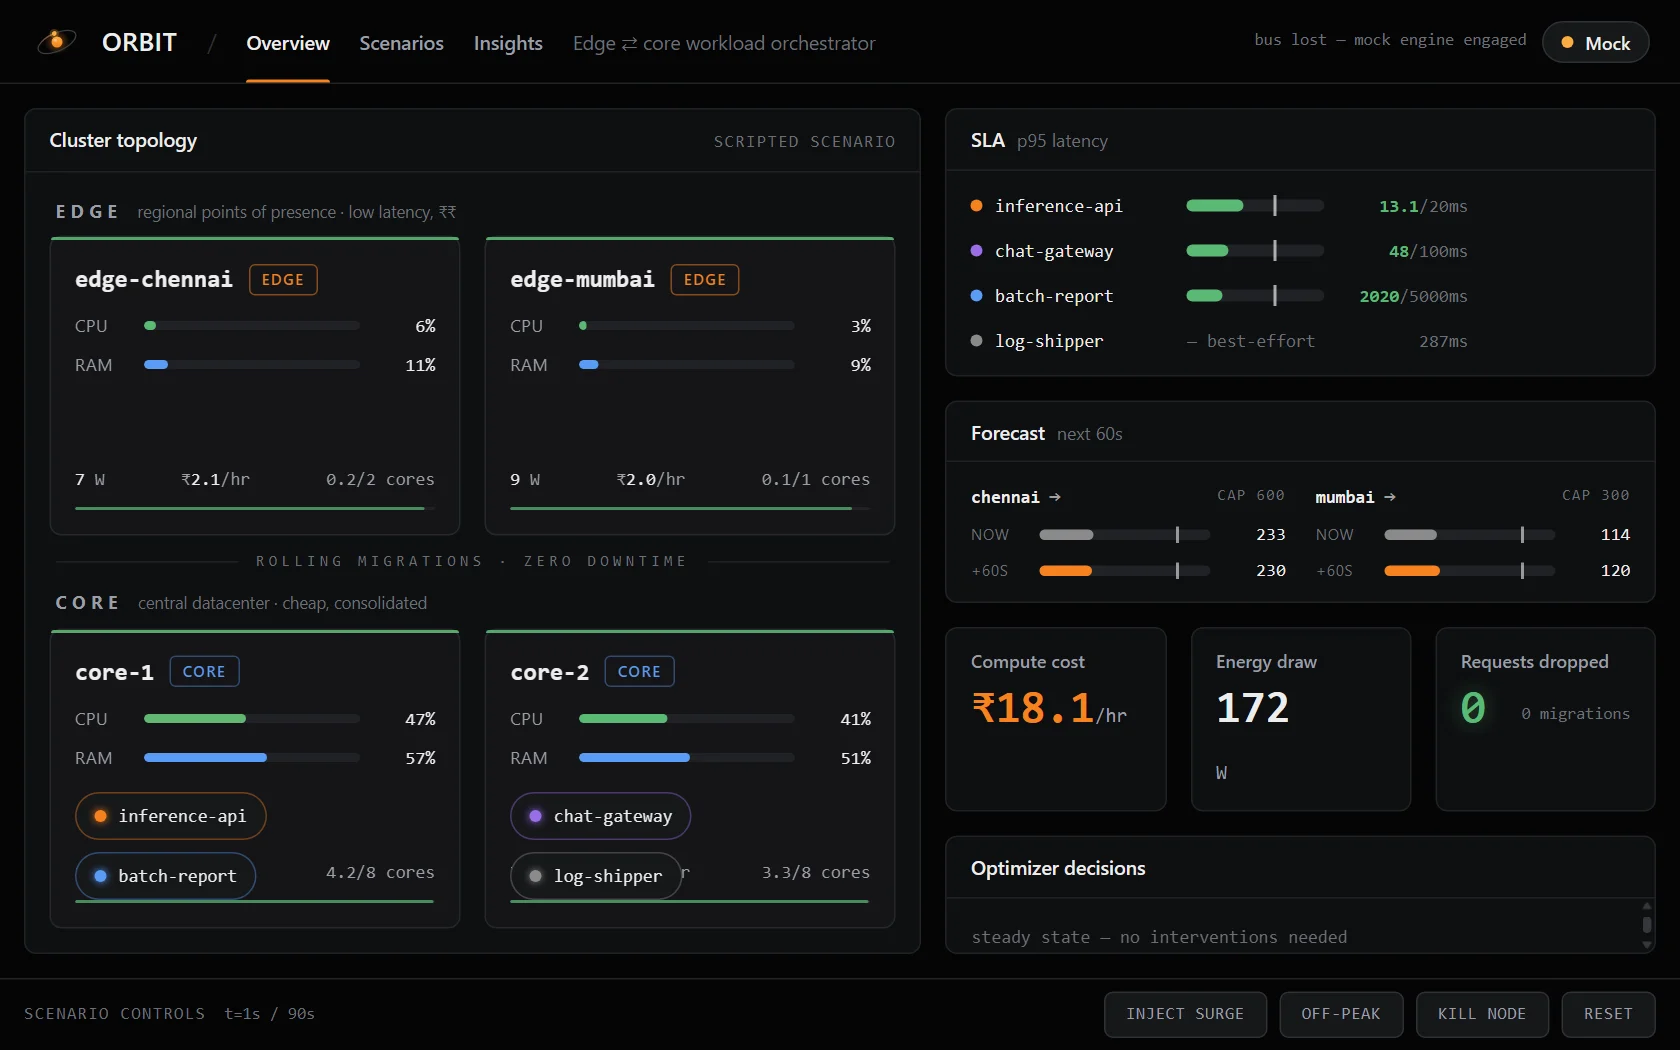 ORBIT / Overview Scenarios Insights Edge ⇄ core workload orchestrator
bus lost — mock engine engaged
Mock
Cluster topology
SCRIPTED SCENARIO
EDGE regional points of presence · low latency, ₹₹
edge-chennai EDGE
CPU 6%
RAM 11%
7 W ₹2.1/hr 0.2/2 cores
edge-mumbai EDGE
CPU 3%
RAM 9%
9 W ₹2.0/hr 0.1/1 cores
ROLLING MIGRATIONS · ZERO DOWNTIME
CORE central datacenter · cheap, consolidated
core-1 CORE
CPU 47%
RAM 57%
inference-api
batch-report
4.2/8 cores
core-2 CORE
CPU 41%
RAM 51%
chat-gateway
log-shipper
r
3.3/8 cores
SLA p95 latency
inference-api 13.1/20ms
chat-gateway 48/100ms
batch-report 2020/5000ms
log-shipper — best-effort 287ms
Forecast next 60s
chennai → CAP 600
NOW 233
+60S 230
mumbai → CAP 300
NOW 114
+60S 120
Compute cost
₹18.1/hr
Energy draw
172
W
Requests dropped
0 0 migrations
Optimizer decisions
steady state — no interventions needed
SCENARIO CONTROLS t=1s / 90s
INJECT SURGE
OFF-PEAK
KILL NODE
RESET